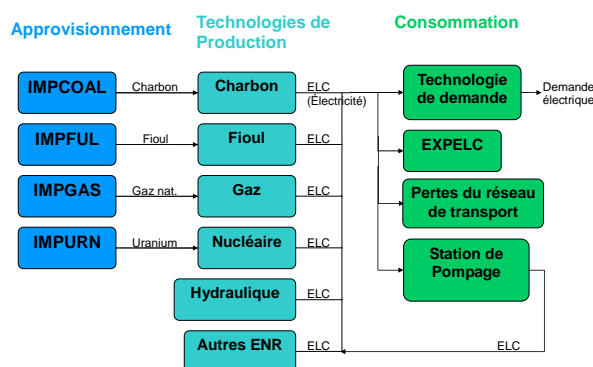 Approvisionnement
Technologies de
Production
Consommation
IMPCOAL
Charbon
Charbon
ELC
(Électricité)
Technologie
de demande
Demande
électrique
IMPFUL
Fioul
Fioul
ELC
EXPELC
IMPGAS
Gaz nat.
Gaz
ELC
Pertes du réseau
de transport
IMPURN
Uranium
Nucléaire
ELC
Station de
Pompage
Hydraulique
ELC
Autres ENR
ELC
ELC